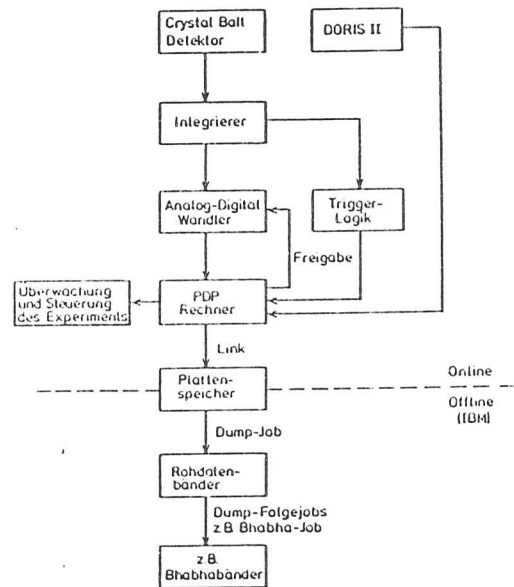 Crystal Ball
Detektor
DORIS II
Integrierer
Analog-Digital
Wandler
Trigger-
Logik
Freigabe
Überwachung
und Steuerung
des Experiments
PDP
Rechner
Link
Platten-
speicher
Online
Offline
(IBM)
Dump-Job
Rohdaten-
bänder
Dump-Folgejobs
z.B. Bhabha-Job
z.B.
Bhabhabänder